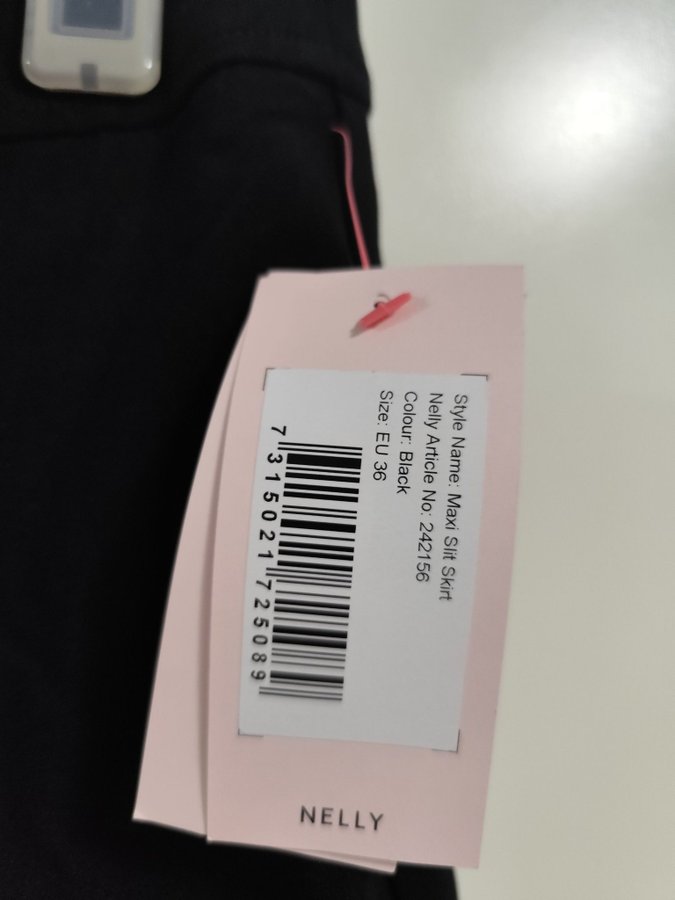 Style Name: Maxi Slit Skirt
Nelly Article No: 242156
Colour: Black
Size: EU 36
7 315021 725089
NELLY